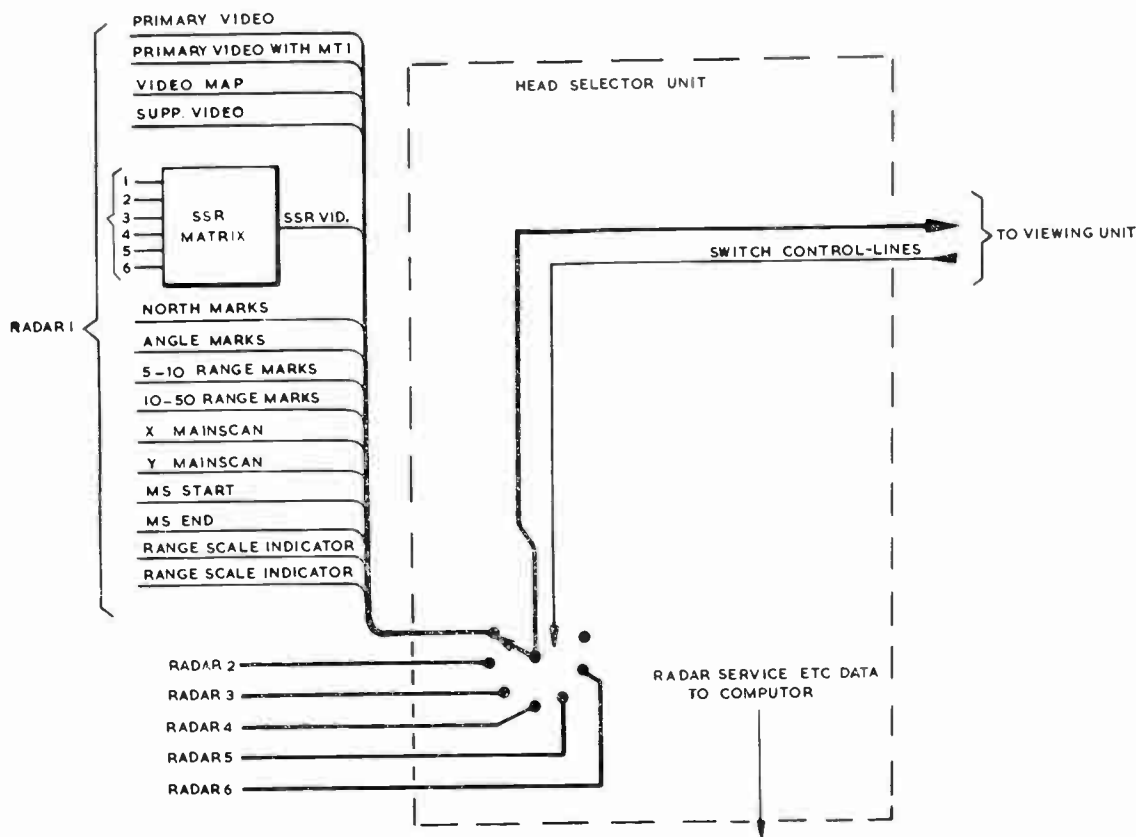 PRIMARY VIDEO
PRIMARY VIDEO WITH MTI
VIDEO MAP
SUPP. VIDEO
HEAD SELECTOR UNIT
1
2
3
4
5
6
SSR
MATRIX
SSR VID.
TO VIEWING UNIT
SWITCH CONTROL-LINES
RADAR I
NORTH MARKS
ANGLE MARKS
5-10 RANGE MARKS
10-50 RANGE MARKS
X MAINSCAN
Y MAINSCAN
MS START
MS END
RANGE SCALE INDICATOR
RANGE SCALE INDICATOR
RADAR 2
RADAR 3
RADAR 4
RADAR 5
RADAR 6
RADAR SERVICE ETC DATA
TO COMPUTOR